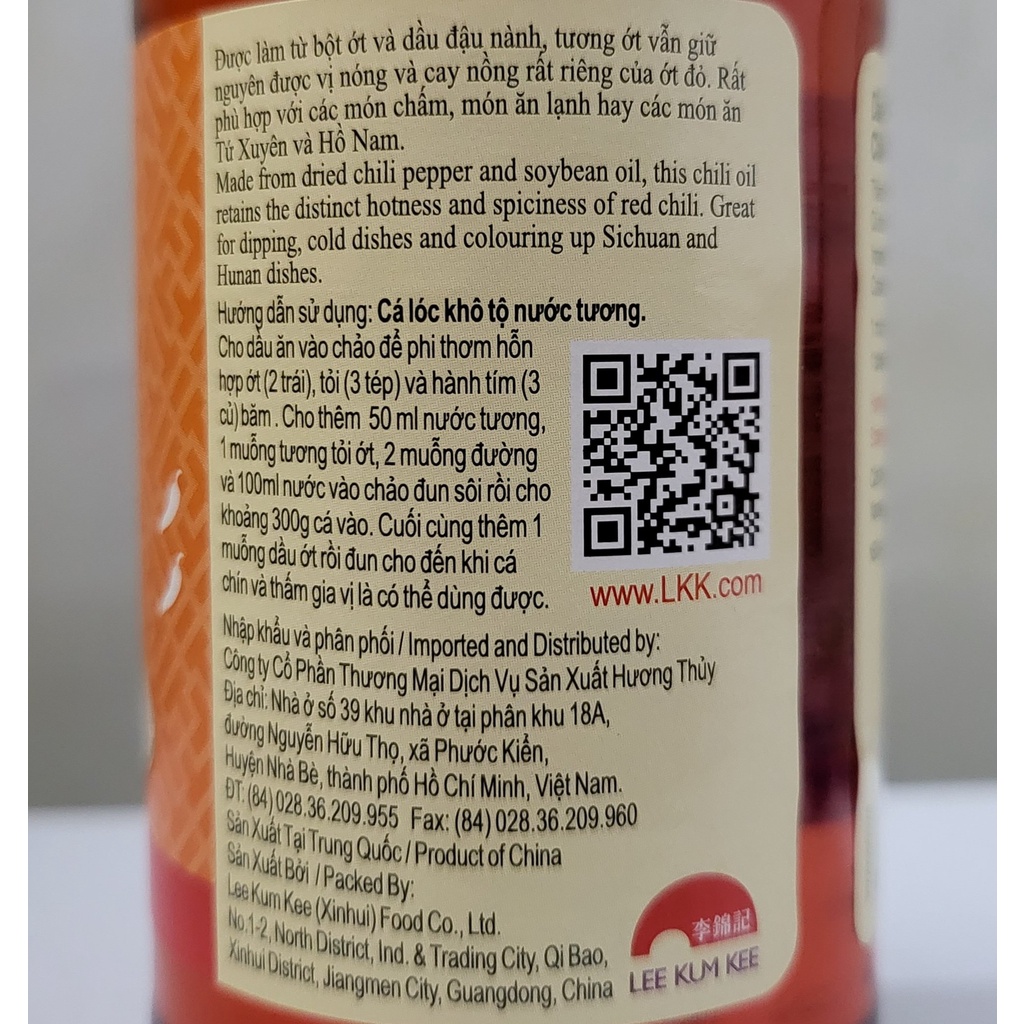 Được làm từ bột ớt và dầu đậu nành, tương ớt vẫn giữ
nguyên được vị nóng và cay nồng rất riêng của ớt đỏ. Rất
phù hợp với các món chấm, món ăn lạnh hay các món ăn
Tứ Xuyên và Hồ Nam.
Made from dried chili pepper and soybean oil, this chili oil
retains the distinct hotness and spiciness of red chili. Great
for dipping, cold dishes and colouring up Sichuan and
Hunan dishes.
Hướng dẫn sử dụng: Cá lóc khô tộ nước tương.
Cho dầu ăn vào chảo để phi thơm hỗn
hợp ớt (2 trái), tỏi (3 tép) và hành tím (3
củ) băm . Cho thêm 50 ml nước tương,
1 muỗng tương tỏi ớt, 2 muỗng đường
và 100ml nước vào chảo đun sôi rồi cho
khoảng 300g cá vào. Cuối cùng thêm 1
muỗng dầu ớt rồi đun cho đến khi cá
chín và thấm gia vị là có thể dùng được.
www.LKK.com
Nhập khẩu và phân phối / Imported and Distributed by:
Công ty Cổ Phần Thương Mại Dịch Vụ Sản Xuất Hương Thủy
Địa chỉ: Nhà ở số 39 khu nhà ở tại phân khu 18A,
đường Nguyễn Hữu Thọ, xã Phước Kiển,
Huyện Nhà Bè, thành phố Hồ Chí Minh, Việt Nam.
ĐT: (84) 028.36.209.955 Fax: (84) 028.36.209.960
Sản Xuất Tại Trung Quốc / Product of China
Sản Xuất Bởi / Packed By:
Lee Kum Kee (Xinhui) Food Co., Ltd.
No.1-2, North District, Ind. & Trading City, Qi Bao,
Xinhui District, Jiangmen City, Guangdong, China
李錦記
LEE KUM KEE